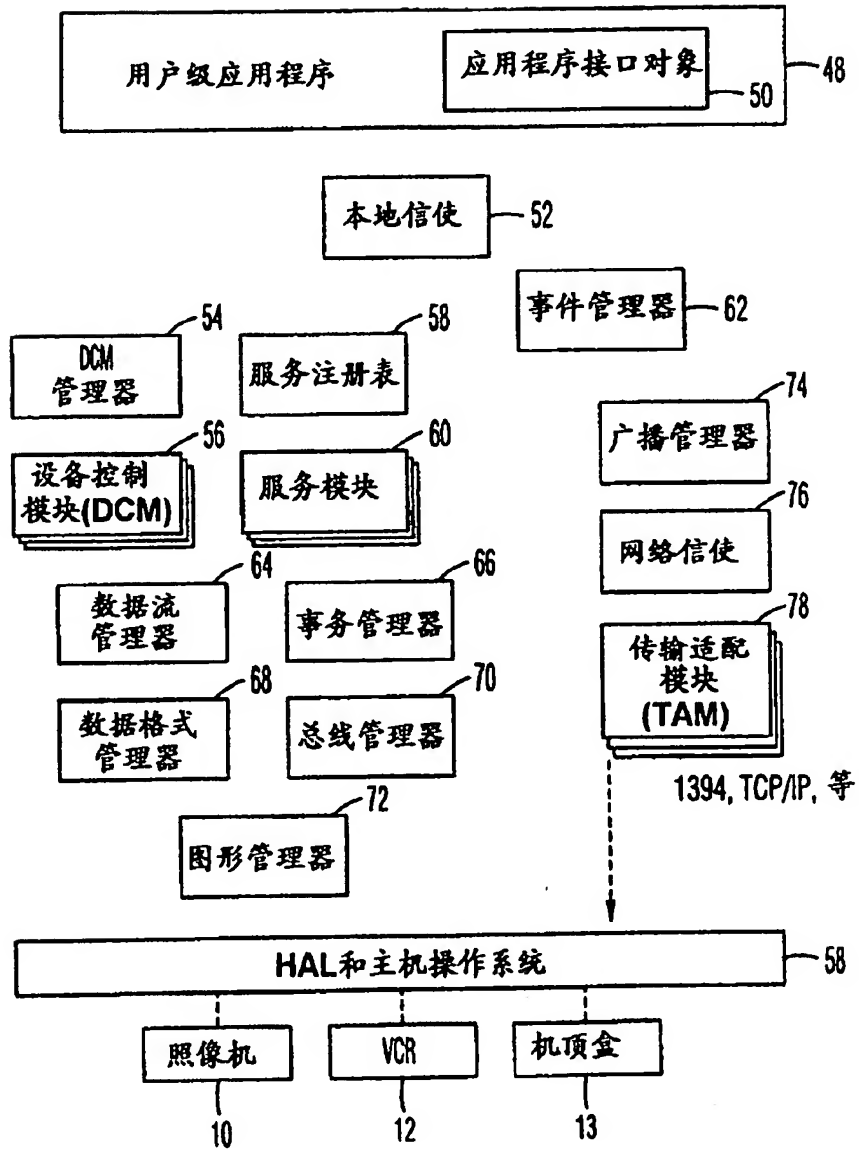 用户级应用程序
应用程序接口对象
50
48
本地信使
52
事件管理器
62
54
DCM
管理器
58
服务注册表
74
广播管理器
56
设备控制
模块(DCM)
60
服务模块
76
网络信使
64
数据流
管理器
66
事务管理器
78
传输适配
模块
(TAM)
68
数据格式
管理器
70
总线管理器
1394, TCP/IP, 等
72
图形管理器
HAL和主机操作系统
58
照像机
VCR
机顶盒
10
12
13